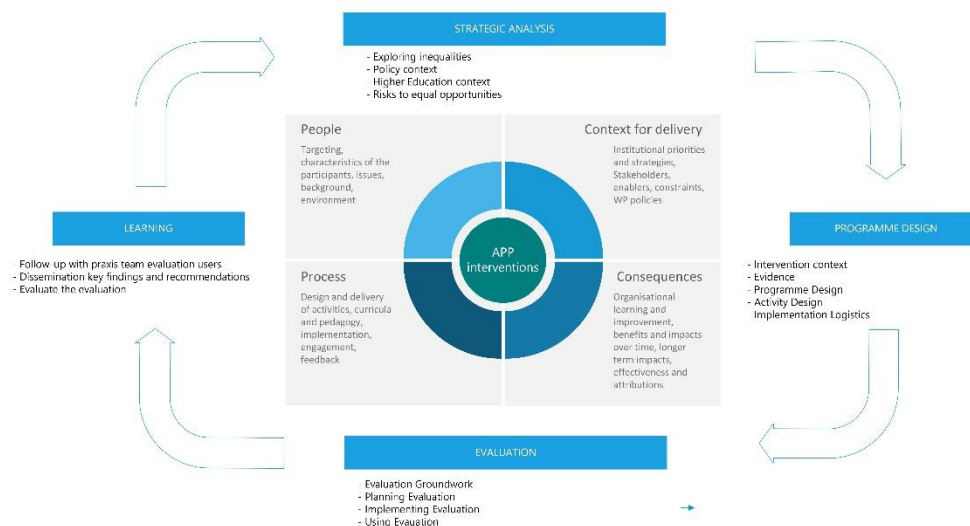 STRATEGIC ANALYSIS
- Exploring inequalities
- Policy context
- Higher Education context
- Risks to equal opportunities
People
Targeting,
characteristics of the
participants, issues,
background,
environment
Context for delivery
Institutional priorities
and strategies,
Stakeholders,
enablers, constraints,
WP policies
LEARNING
- Follow-up with praxis team evaluation users
- Dissemination key findings and recommendations
- Evaluate the evaluation
APP
interventions
PROGRAMME DESIGN
- Intervention context
- Evidence
- Programme Design
- Activity Design
Implementation Logistics
Process
Design and delivery
of activities, curricula
and pedagogy,
implementation,
engagement,
feedback
Consequences
Organisational
learning and
improvement,
benefits and impacts
over time, longer
term impacts,
effectiveness and
attributions
EVALUATION
- Evaluation Groundwork
- Planning Evaluation
- Implementing Evaluation
- Using Evauation